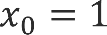 x₀ = 1